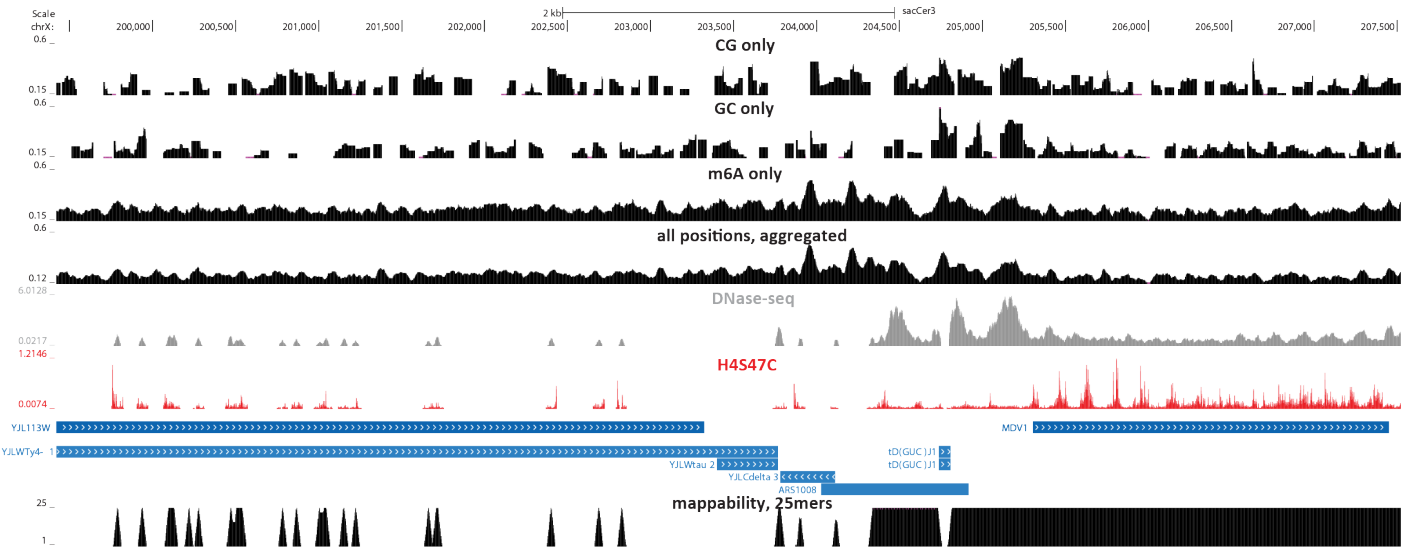 Scale 2 kb sacCer3
chrX: 200,000 200,500 201,000 201,500 202,000 202,500 203,000 203,500 204,000 204,500 205,000 205,500 206,000 206,500 207,000 207,500
0.6 _
CG only
0.15 _
0.6 _
GC only
0.15 _
0.6 _
m6A only
0.15 _
0.6 _
all positions, aggregated
0.12 _
6.0128 _
DNase-seq
0.0217 _
1.2146 _
H4S47C
0.0074 _
YJL113W MDV1
YJLWTy4- 1 tD(GUC )J1
YJLWtau 2 tD(GUC )J1
YJLCdelta 3
ARS1008
mappability, 25mers
25 _
1 _